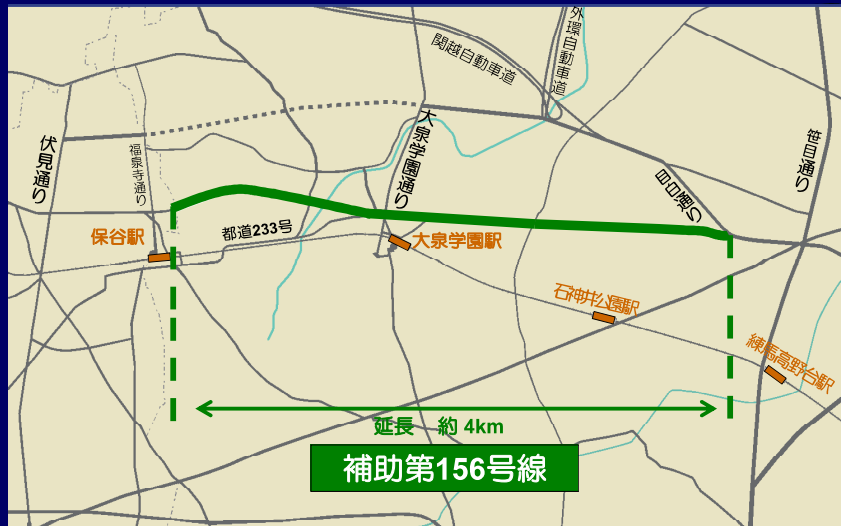 関越自動車道
外環自動車道
伏見通り
福泉寺通り
大泉学園通り
笹目通り
目白通り
保谷駅
都道233号
大泉学園駅
石神井公園駅
練馬高野台駅
延長 約 4km
補助第156号線